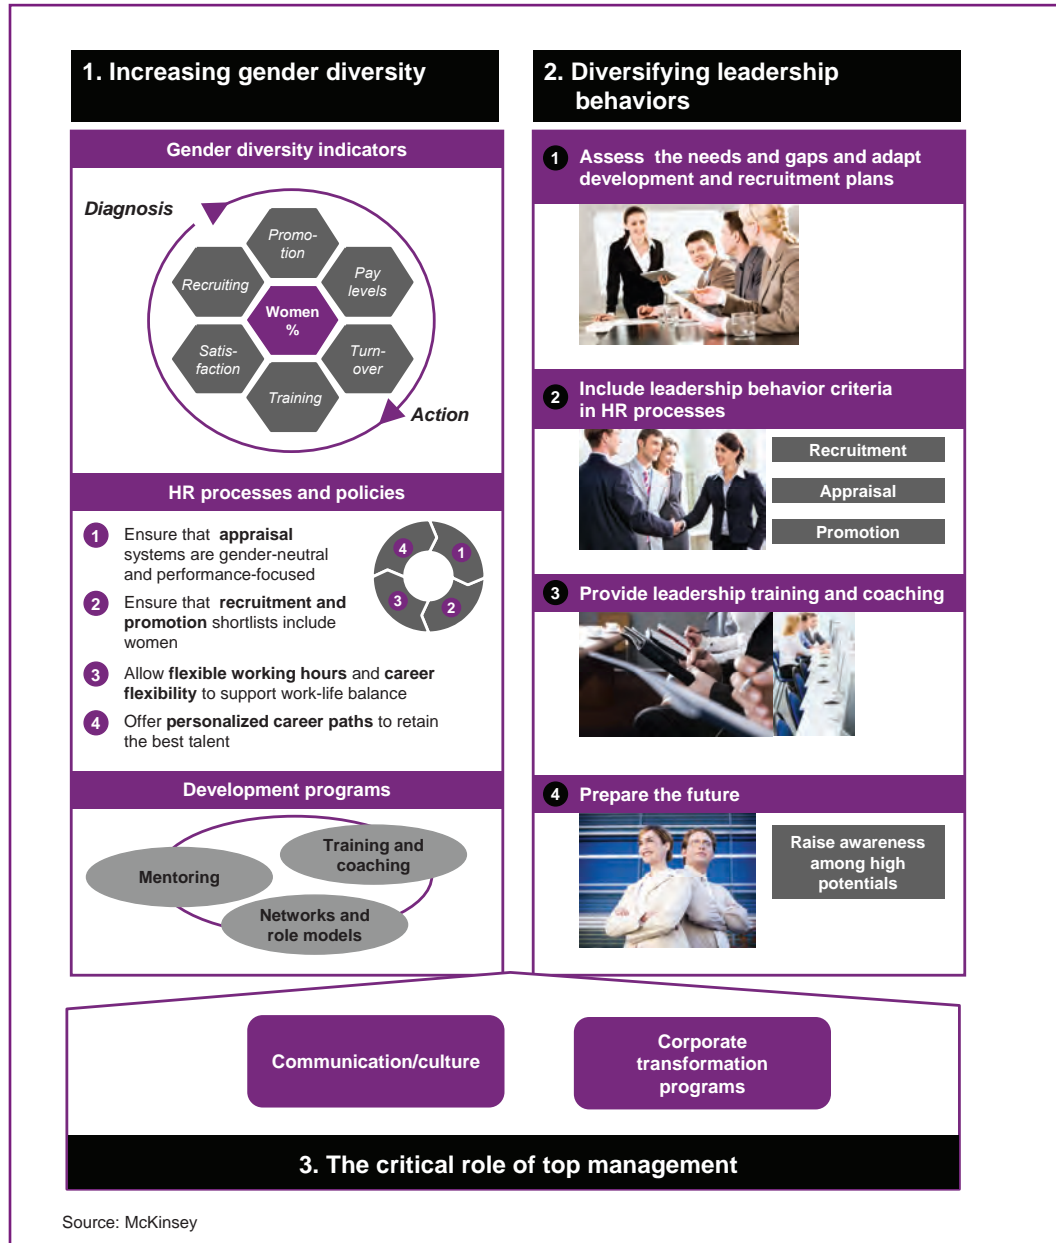 1. Increasing gender diversity
Gender diversity indicators
Diagnosis
Promo-
tion
Recruiting
Pay
levels
Women
%
Satis-
faction
Turn-
over
Training
Action
HR processes and policies
1 Ensure that appraisal
systems are gender-neutral
and performance-focused
2 Ensure that recruitment and
promotion shortlists include
women
3 Allow flexible working hours and career
flexibility to support work-life balance
4 Offer personalized career paths to retain
the best talent
4
1
3
2
Development programs
Training and
coaching
Mentoring
Networks and
role models
2. Diversifying leadership
behaviors
1 Assess the needs and gaps and adapt
development and recruitment plans
2 Include leadership behavior criteria
in HR processes
Recruitment
Appraisal
Promotion
3 Provide leadership training and coaching
4 Prepare the future
Raise awareness
among high
potentials
Communication/culture
Corporate
transformation
programs
3. The critical role of top management
Source: McKinsey